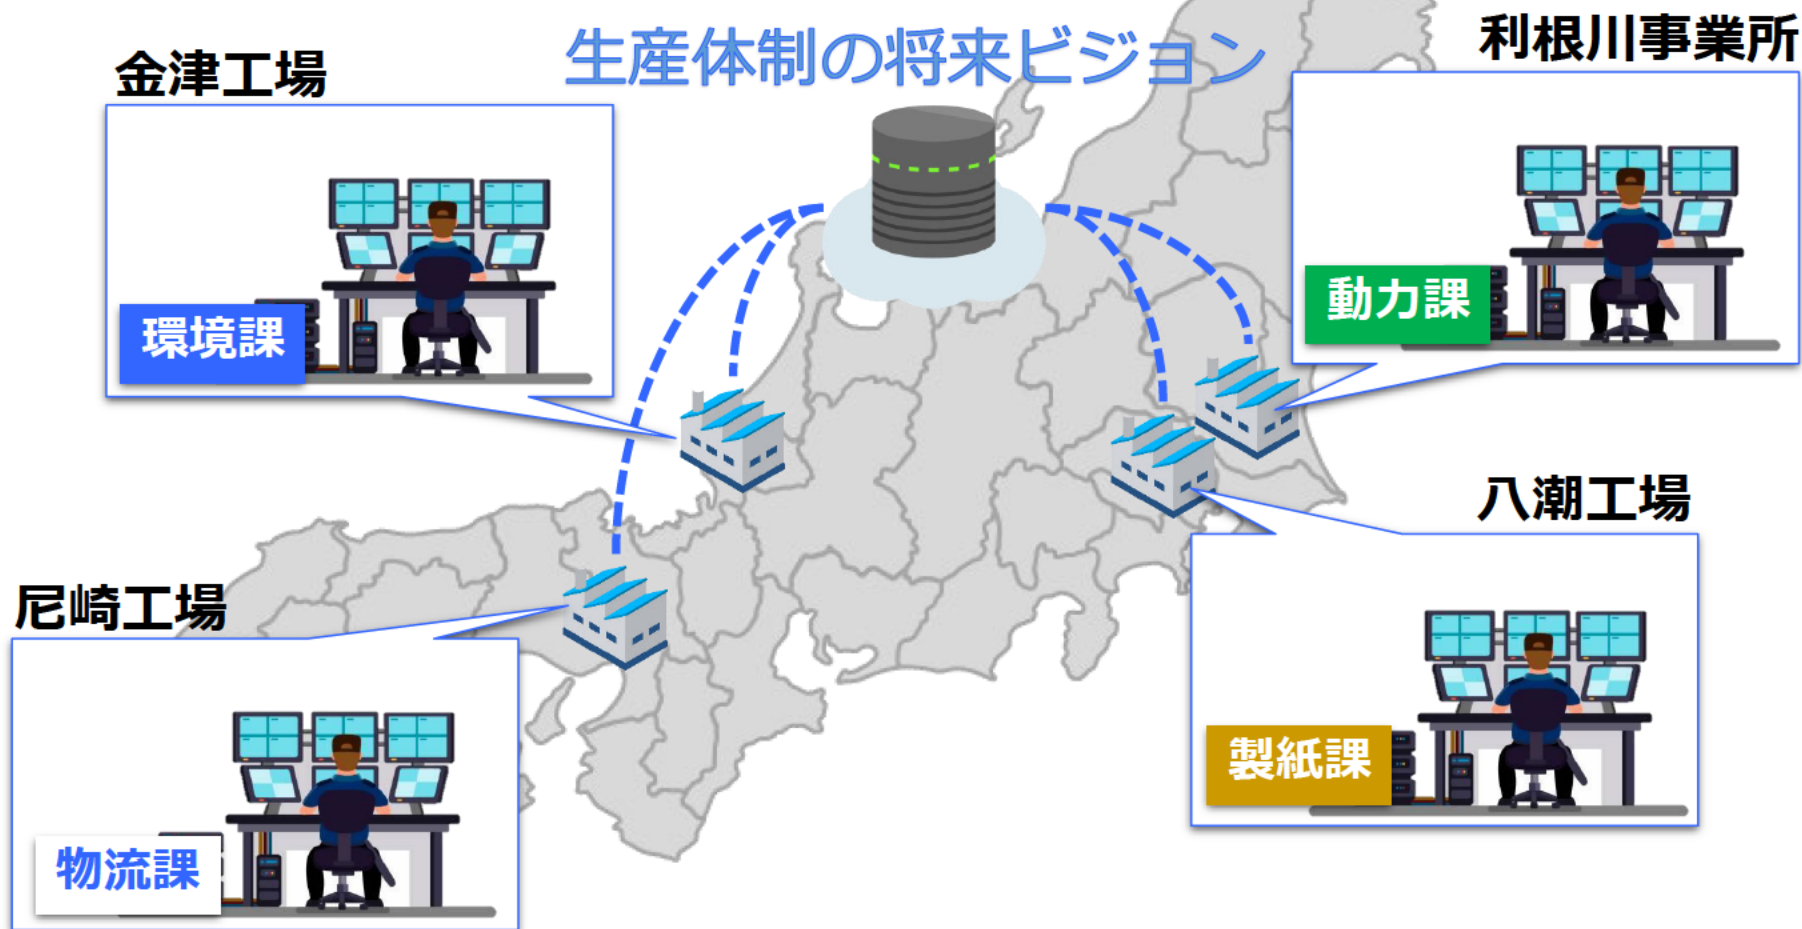 生産体制の将来ビジョン
金津工場
環境課
利根川事業所
動力課
尼崎工場
物流課
八潮工場
製紙課